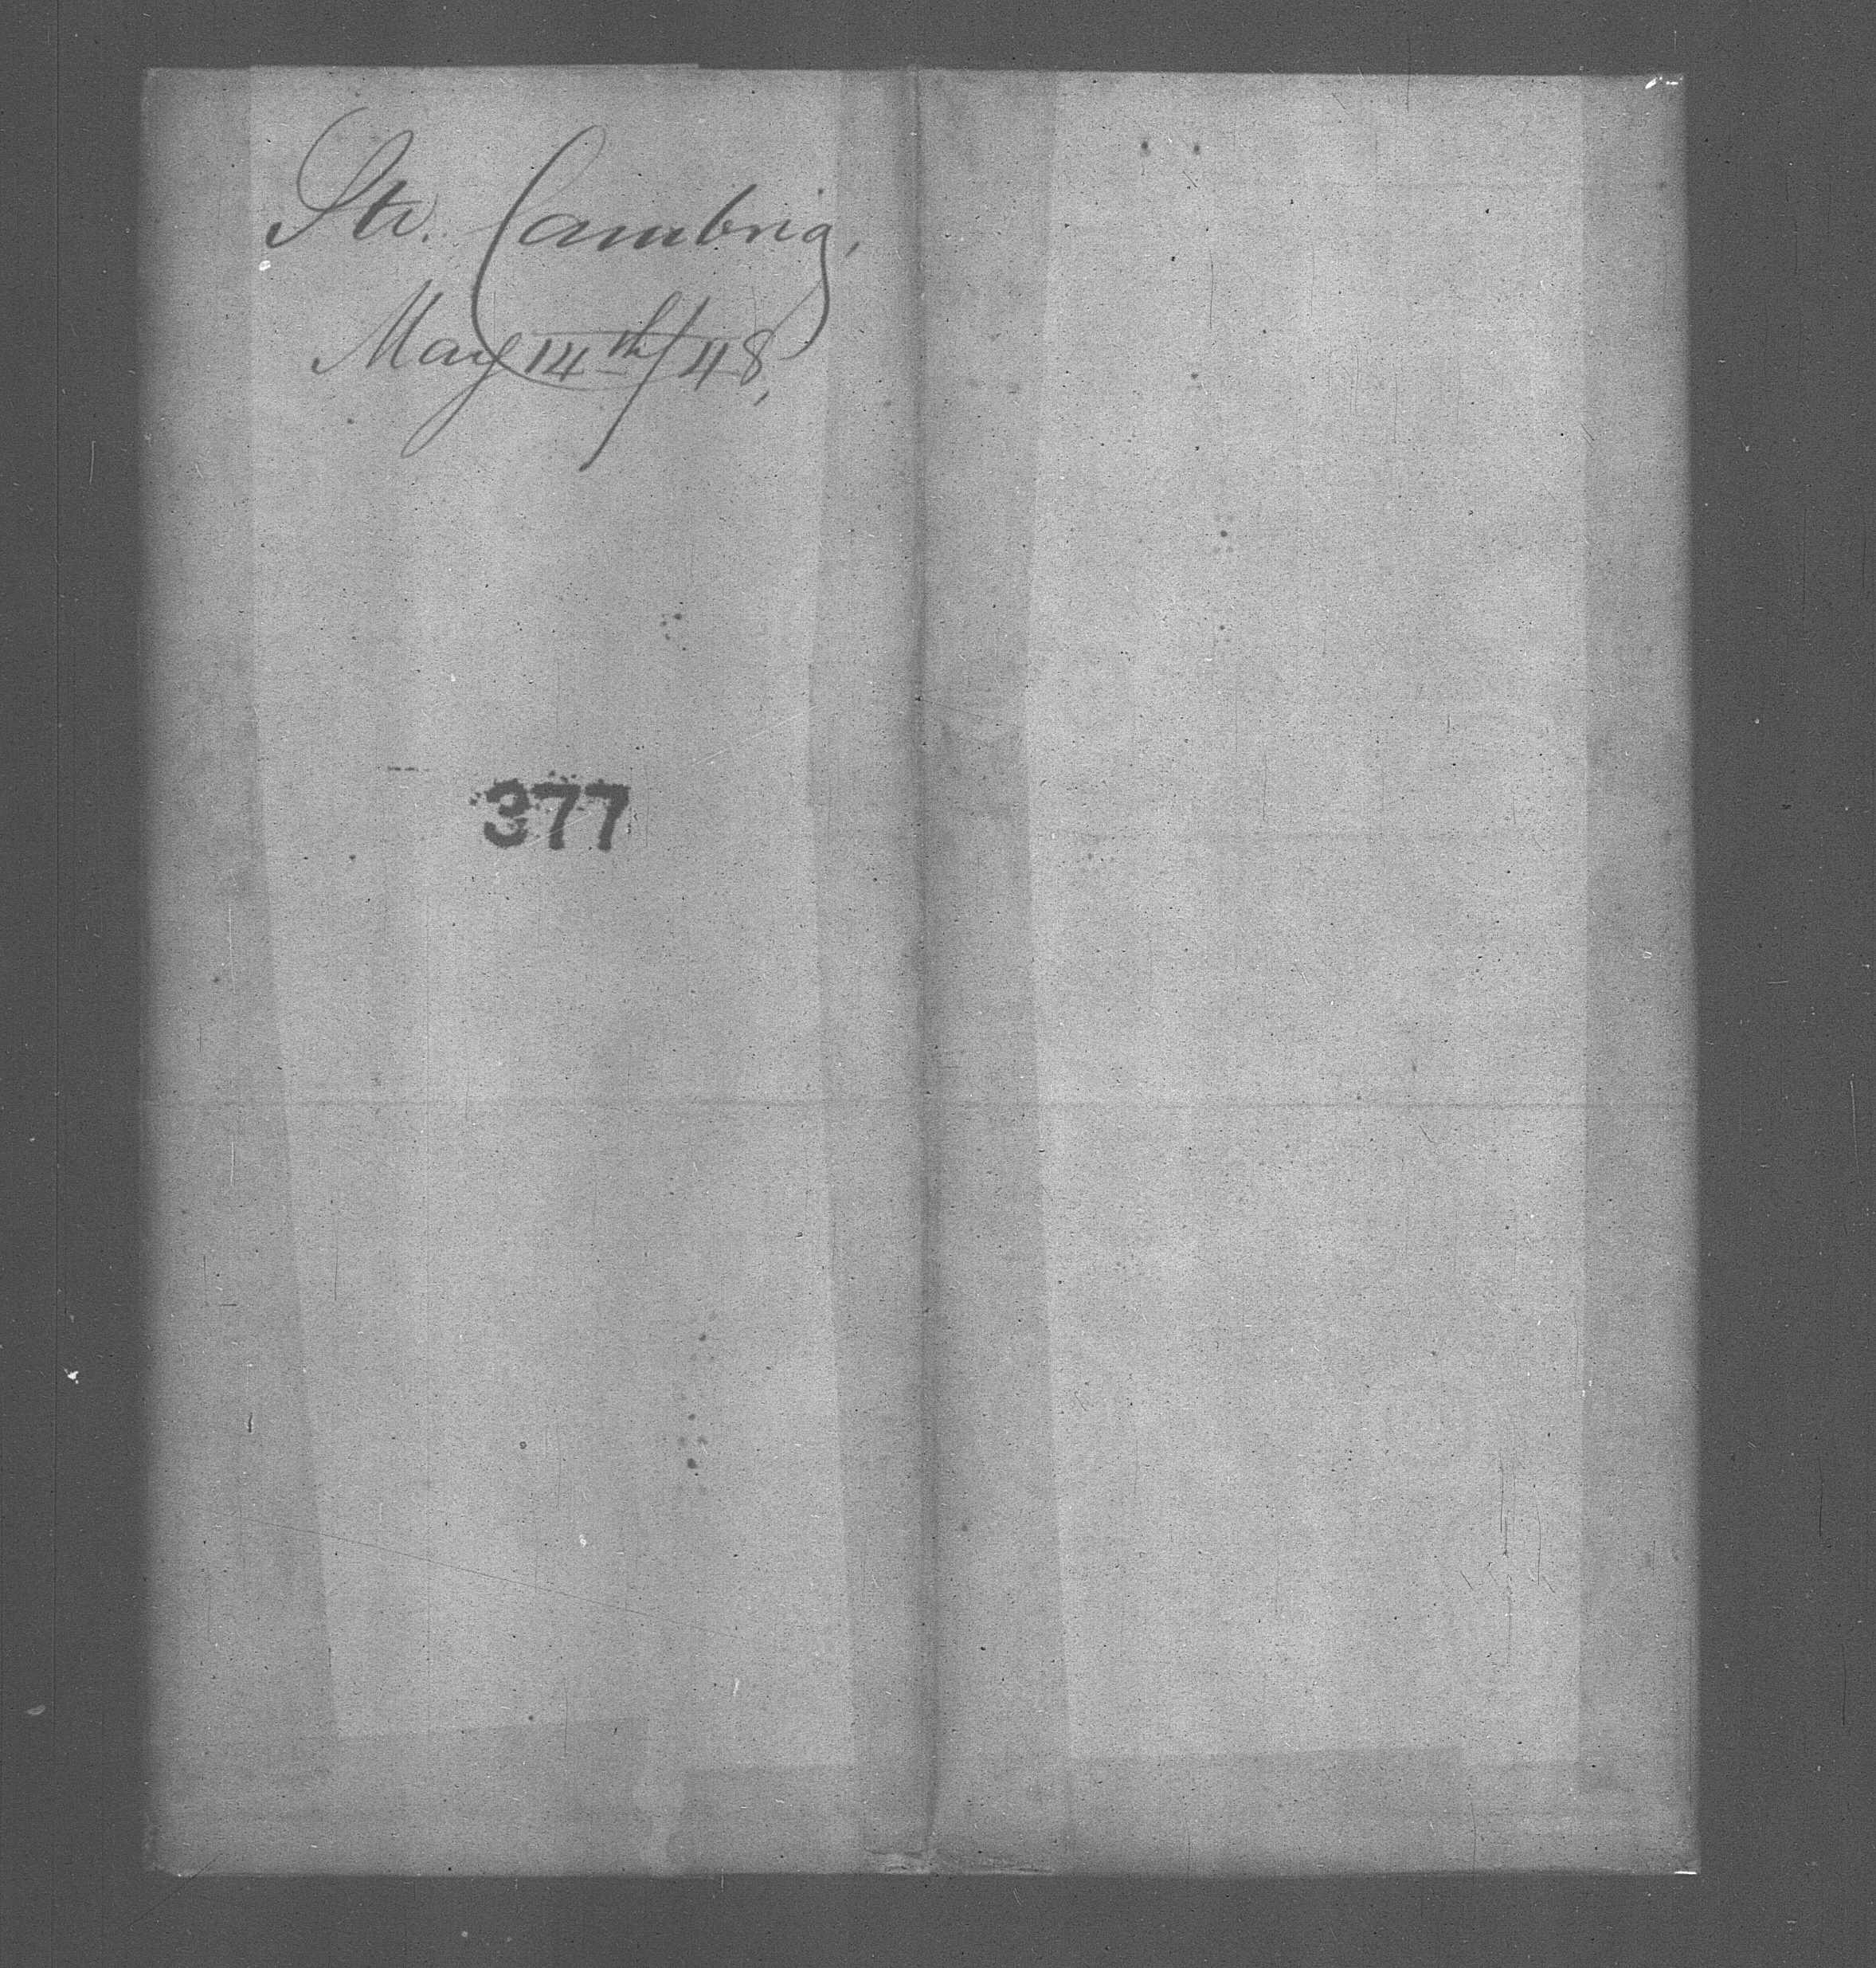 Str. Cambria,
May 14th/48,
377